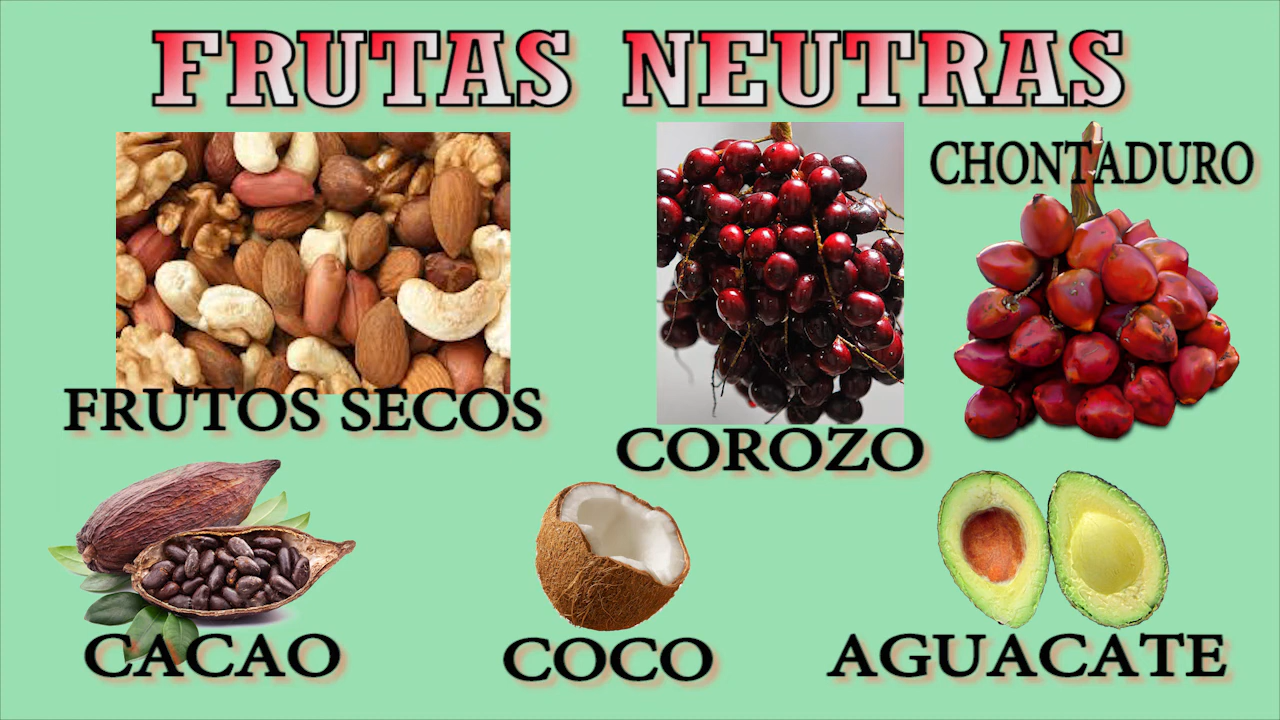 FRUTAS NEUTRAS
CHONTADURO
FRUTOS SECOS
COROZO
CACAO
COCO
AGUACATE